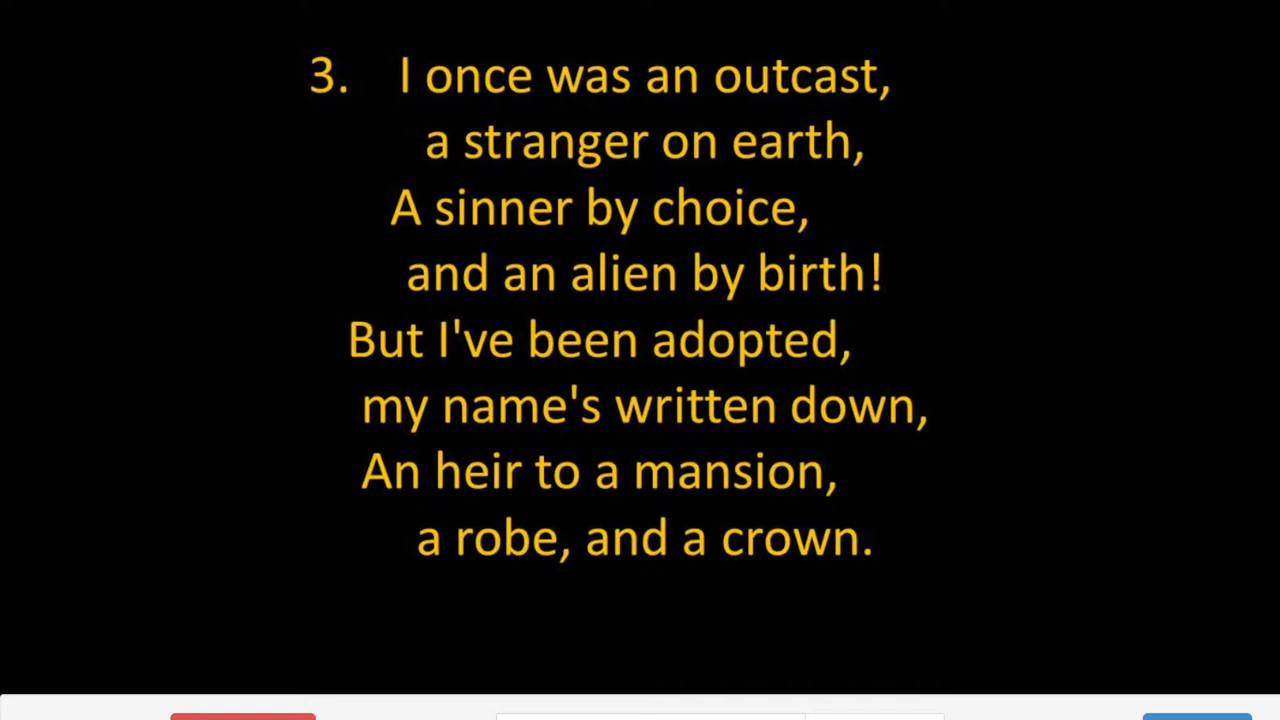 3. I once was an outcast,
a stranger on earth,
A sinner by choice,
and an alien by birth!
But I've been adopted,
my name's written down,
An heir to a mansion,
a robe, and a crown.